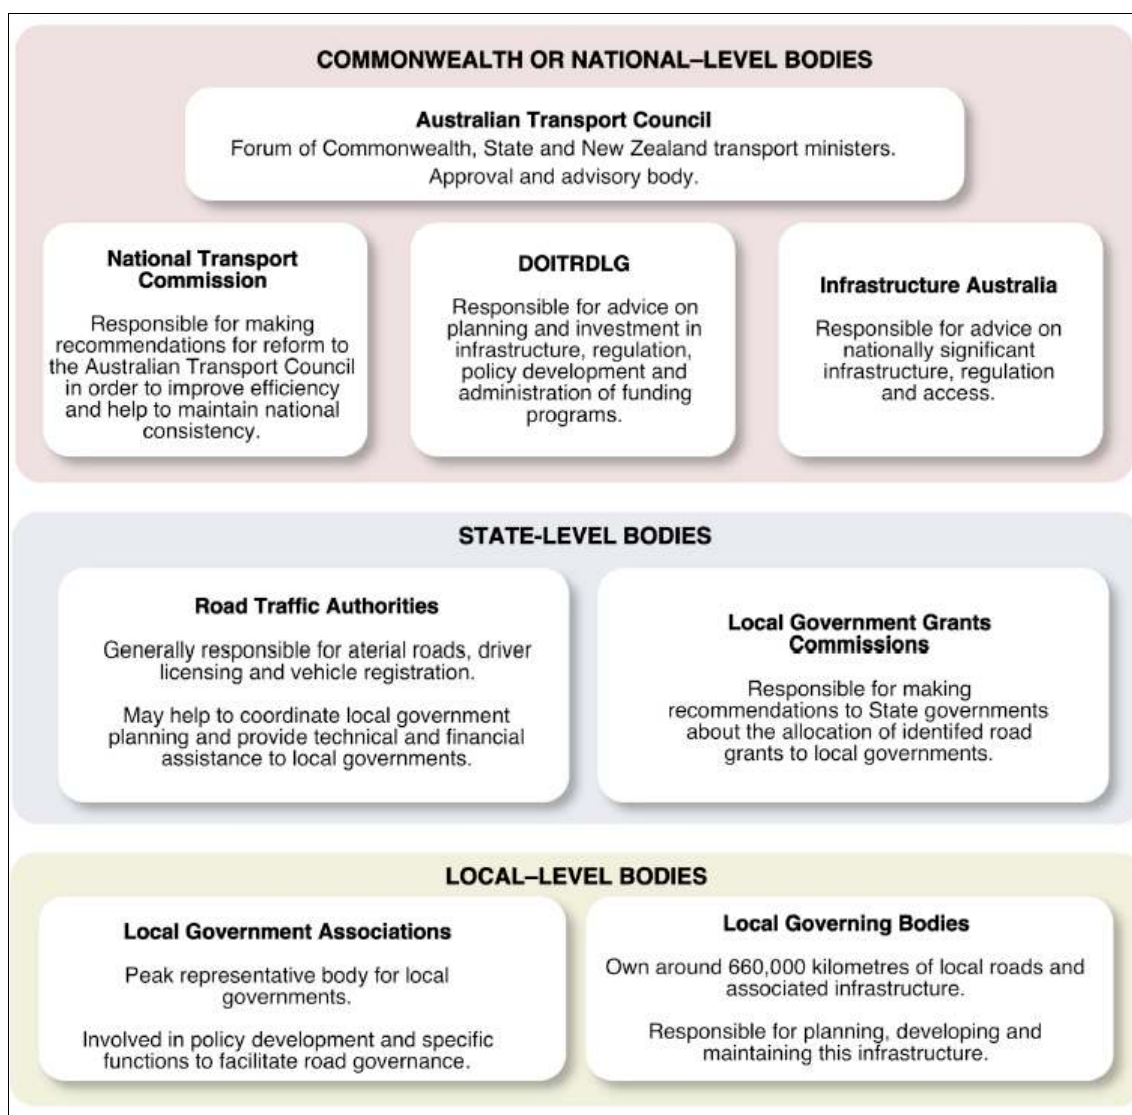 COMMONWEALTH OR NATIONAL–LEVEL BODIES
Australian Transport Council
Forum of Commonwealth, State and New Zealand transport ministers.
Approval and advisory body.
National Transport
Commission
Responsible for making
recommendations for reform to
the Australian Transport Council
in order to improve efficiency
and help to maintain national
consistency.
DOITRDLG
Responsible for advice on
planning and investment in
infrastructure, regulation,
policy development and
administration of funding
programs.
Infrastructure Australia
Responsible for advice on
nationally significant
infrastructure, regulation
and access.
STATE-LEVEL BODIES
Road Traffic Authorities
Generally responsible for aterial roads, driver
licensing and vehicle registration.
May help to coordinate local government
planning and provide technical and financial
assistance to local governments.
Local Government Grants
Commissions
Responsible for making
recommendations to State governments
about the allocation of identifed road
grants to local governments.
LOCAL–LEVEL BODIES
Local Government Associations
Peak representative body for local
governments.
Involved in policy development and specific
functions to facilitate road governance.
Local Governing Bodies
Own around 660,000 kilometres of local roads and
associated infrastructure.
Responsible for planning, developing and
maintaining this infrastructure.